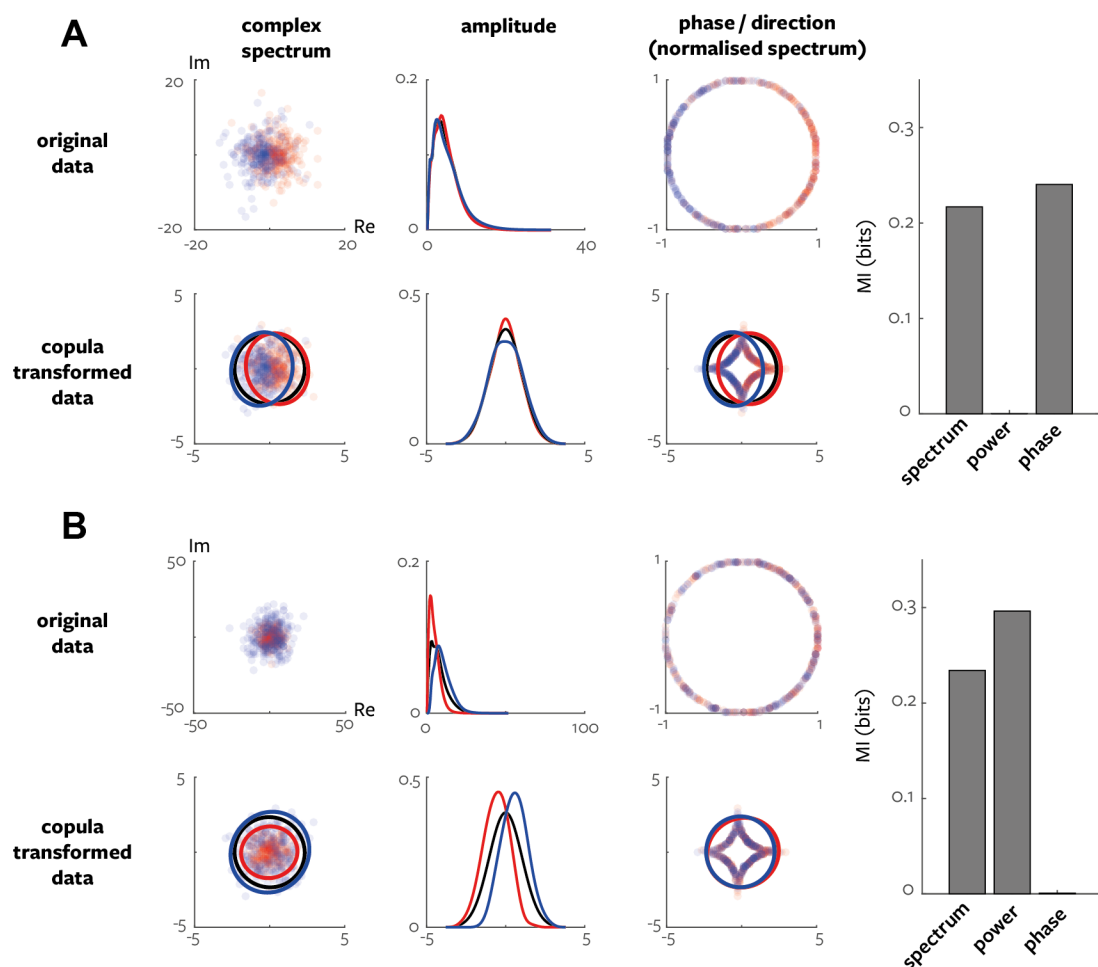 A
complex
spectrum
amplitude
phase / direction
(normalised spectrum)
original
data
Im
20
-20
-20
20
Re
0.2
0
0
40
1
-1
-1
1
copula
transformed
data
5
-5
-5
5
0.5
0
-5
5
5
-5
-5
5
MI (bits)
0.3
0.2
0.1
0
spectrum
power
phase
B
original
data
Im
50
-50
-50
50
Re
0.2
0
0
100
1
-1
-1
1
copula
transformed
data
5
-5
-5
5
0.5
0
-5
5
5
-5
-5
5
MI (bits)
0.3
0.2
0.1
0
spectrum
power
phase